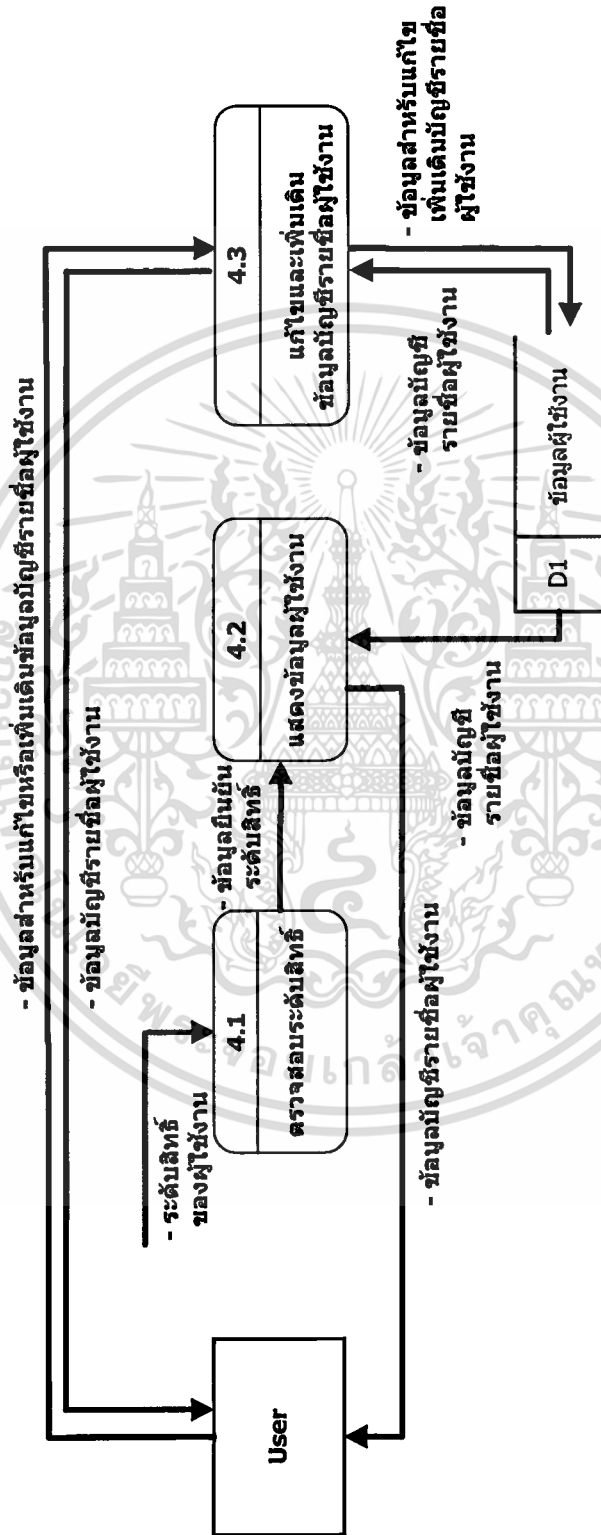 - ข้อมูลสำหรับแก้ไขหรือเพิ่มเติมข้อมูลบัญชีรายชื่อผู้ใช้งาน
- ข้อมูลบัญชีรายชื่อผู้ใช้งาน
User
- ระดับสิทธิ์
ของผู้ใช้งาน
4.1
ตรวจสอบระดับสิทธิ์
- ข้อมูลยืนยัน
ระดับสิทธิ์
4.2
แสดงข้อมูลผู้ใช้งาน
4.3
แก้ไขและเพิ่มเติม
ข้อมูลบัญชีรายชื่อผู้ใช้งาน
- ข้อมูลบัญชีรายชื่อผู้ใช้งาน
- ข้อมูลบัญชี
รายชื่อผู้ใช้งาน
- ข้อมูลบัญชี
รายชื่อผู้ใช้งาน
- ข้อมูลสำหรับแก้ไข
เพิ่มเติมบัญชีรายชื่อ
ผู้ใช้งาน
D1
ข้อมูลผู้ใช้งาน